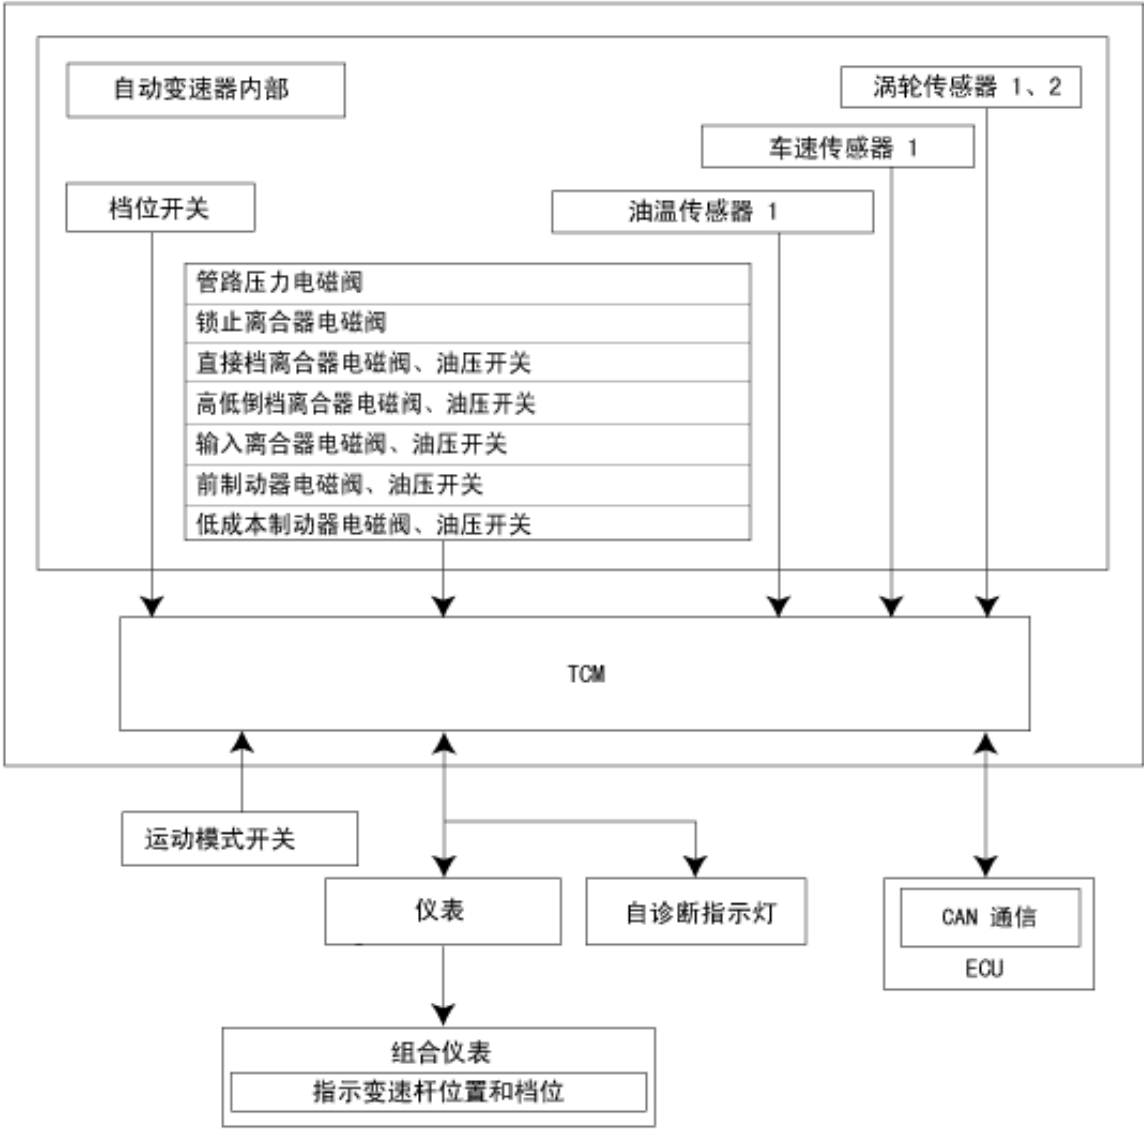 自动变速器内部
涡轮传感器 1、2
车速传感器 1
档位开关
油温传感器 1
管路压力电磁阀
锁止离合器电磁阀
直接档离合器电磁阀、油压开关
高低倒档离合器电磁阀、油压开关
输入离合器电磁阀、油压开关
前制动器电磁阀、油压开关
低成本制动器电磁阀、油压开关
TCM
运动模式开关
仪表
自诊断指示灯
CAN 通信
ECU
组合仪表
指示变速杆位置和档位